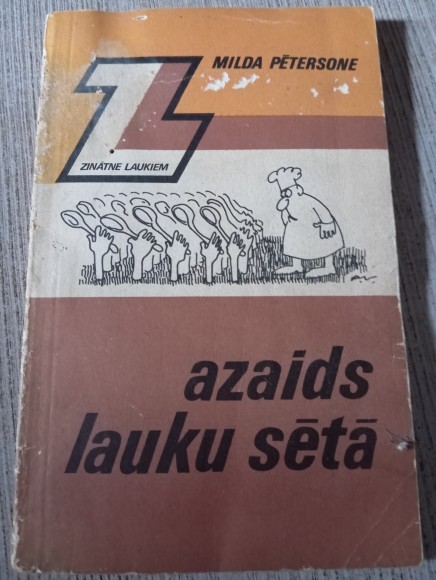 MILDA PĒTERSONE
ZINĀTNE LAUKIEM
azaids
lauku sētā